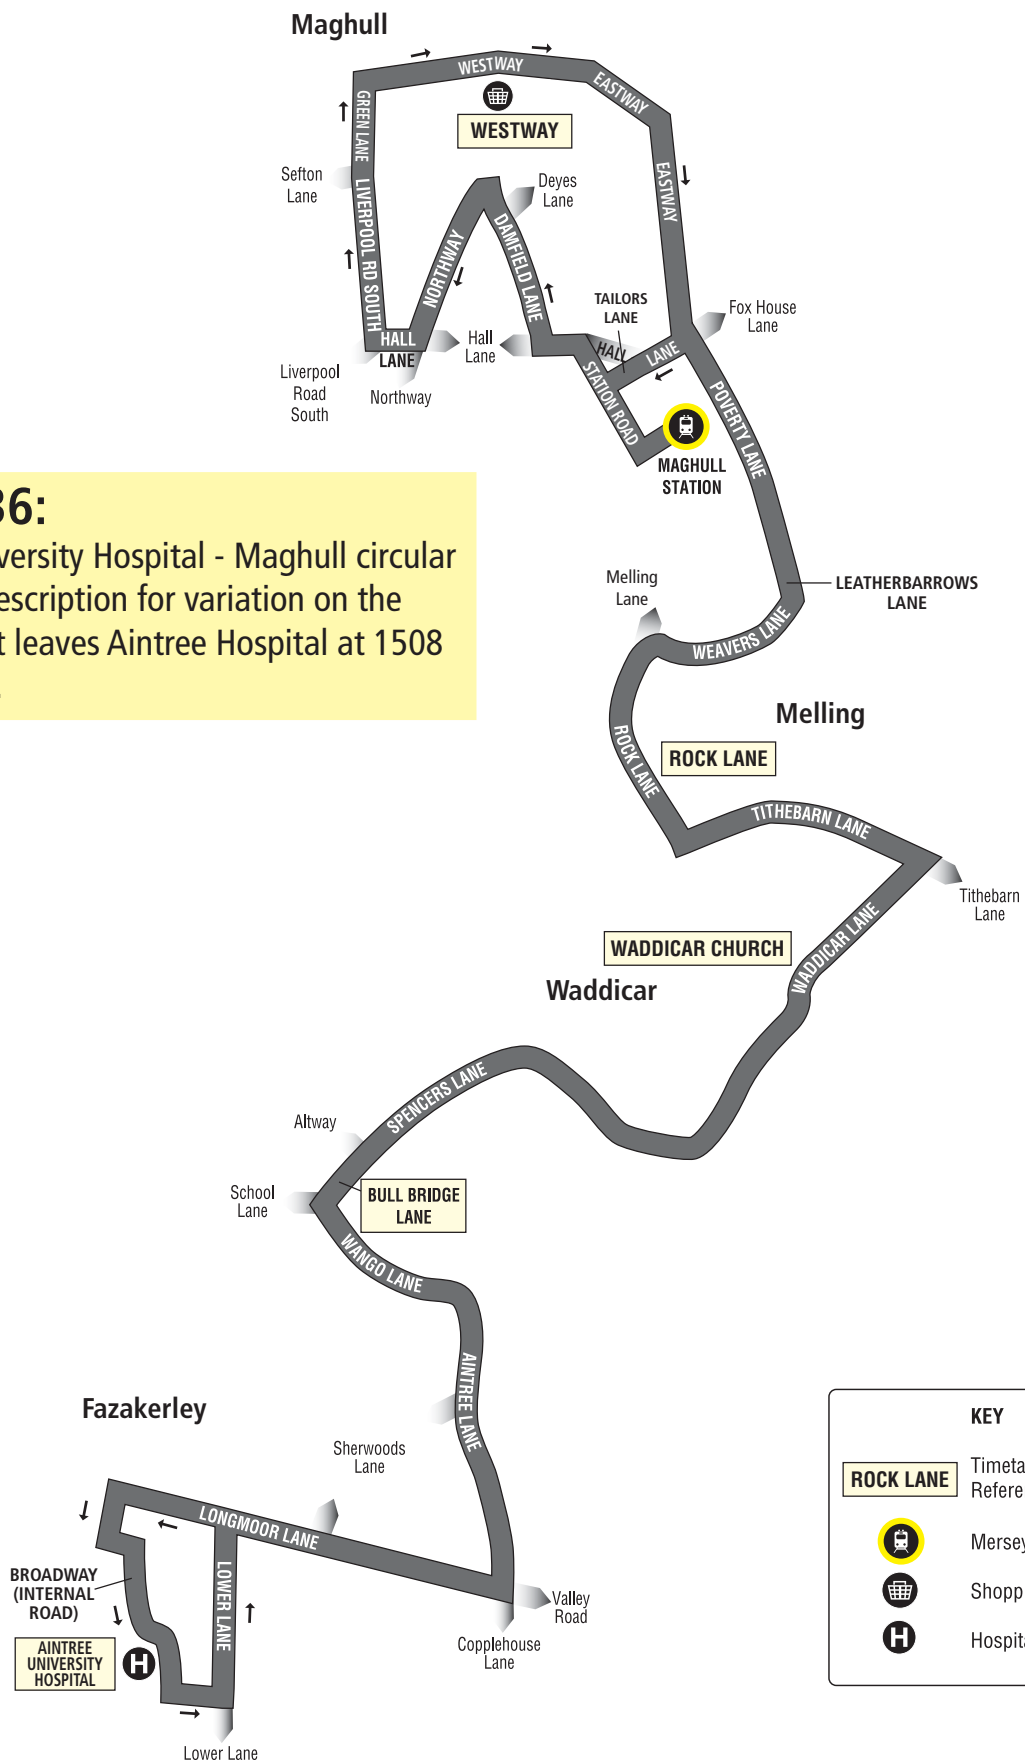 Maghull
WESTWAY
EASTWAY
GREEN LANE
WESTWAY
EASTWAY
Sefton
Lane
Deyes
Lane
LIVERPOOL RD SOUTH
NORTHWAY
DAMFIELD LANE
TAILORS
LANE
Fox House
Lane
HALL
LANE
Hall
Lane
HALL
LANE
Liverpool
Road
South
Northway
STATION ROAD
POVERTY LANE
MAGHULL
STATION
36:
versity Hospital - Maghull circular
escription for variation on the
t leaves Aintree Hospital at 1508
Melling
Lane
LEATHERBARROWS
LANE
WEAVERS LANE
Melling
ROCK LANE
ROCK LANE
TITHEBARN LANE
Tithebarn
Lane
WADDICAR CHURCH
WADDICAR LANE
Waddicar
SPENCERS LANE
Altway
School
Lane
BULL BRIDGE
LANE
WANGO LANE
AINTREE LANE
Fazakerley
Sherwoods
Lane
LONGMOOR LANE
BROADWAY
(INTERNAL
ROAD)
LOWER LANE
Valley
Road
Copplehouse
Lane
AINTREE
UNIVERSITY
HOSPITAL
H
Lower Lane
KEY
ROCK LANE
Timeta
Refere
Mersey
Shopp
H
Hospita